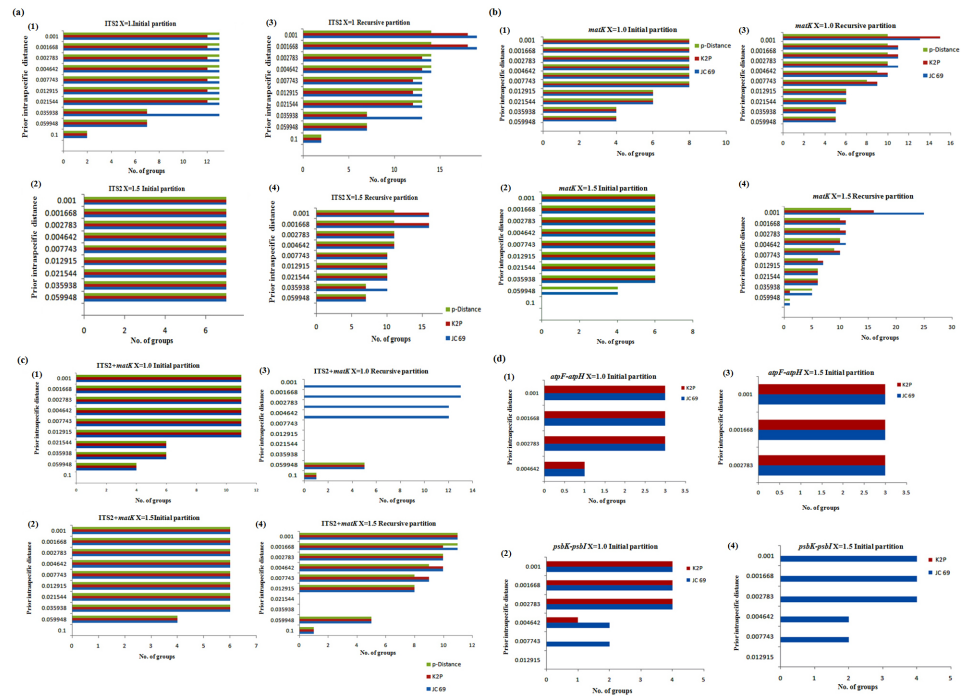 (a)
(1)
ITS2 X=1.Initial partition
Prior intraspecific distance
0.001
0.001668
0.002783
0.004642
0.007743
0.012915
0.021544
0.035938
0.059948
0.1
0 2 4 6 8 10 12
No. of groups
(3)
ITS2 X=1 Recursive partition
Prior intraspecific distance
0.001
0.001668
0.002783
0.004642
0.007743
0.012915
0.021544
0.035938
0.059948
0.1
0 5 10 15
No. of groups
(2)
ITS2 X=1.5 Initial partition
Prior intraspecific distance
0.001
0.001668
0.002783
0.004642
0.007743
0.012915
0.021544
0.035938
0.059948
0 2 4 6
No. of groups
(4)
ITS2 X=1.5 Recursive partition
Prior intraspecific distance
0.001
0.001668
0.002783
0.004642
0.007743
0.012915
0.021544
0.035938
0.059948
0 5 10 15
No. of groups
p-Distance
K2P
JC 69
(b)
(1)
matK X=1.0 Initial partition
Prior intraspecific distance
0.001
0.001668
0.002783
0.004642
0.007743
0.012915
0.021544
0.035938
0.059948
0 2 4 6 8 10
No. of groups
(3)
matK X=1.0 Recursive partition
Prior intraspecific distance
0.001
0.001668
0.002783
0.004642
0.007743
0.012915
0.021544
0.035938
0.059948
0 2 4 6 8 10 12 14 16
No. of groups
p-Distance
K2P
JC 69
(2)
matK X=1.5 Initial partition
Prior intraspecific distance
0.001
0.001668
0.002783
0.004642
0.007743
0.012915
0.021544
0.035938
0.059948
0.1
0 2 4 6 8
No. of groups
(4)
matK X=1.5 Recursive partition
Prior intraspecific distance
0.001
0.001668
0.002783
0.004642
0.007743
0.012915
0.021544
0.035938
0.059948
0.1
0 5 10 15 20 25 30
No. of groups
(c)
(1)
ITS2+matK X=1.0 Initial partition
Prior intraspecific distance
0.001
0.001668
0.002783
0.004642
0.007743
0.012915
0.021544
0.035938
0.059948
0.1
0 1 2 3 4 5 6 7 8 9 10 11
No. of groups
(3)
ITS2+matK X=1.0 Recursive partition
Prior intraspecific distance
0.001
0.001668
0.002783
0.004642
0.007743
0.012915
0.021544
0.035938
0.059948
0.1
0 2 4 6 8 10 12 14
No. of groups
(2)
ITS2+matK X=1.5Initial partition
Prior intraspecific distance
0.001
0.001668
0.002783
0.004642
0.007743
0.012915
0.021544
0.035938
0.059948
0.1
0 1 2 3 4 5 6 7
No. of groups
(4)
ITS2+matK X=1.5 Recursive partition
Prior intraspecific distance
0.001
0.001668
0.002783
0.004642
0.007743
0.012915
0.021544
0.035938
0.059948
0.1
0 2 4 6 8 10
No. of groups
p-Distance
K2P
JC 69
(d)
(1)
atpF-atpH X=1.0 Initial partition
Prior intraspecific distance
0.001
0.001668
0.002783
0.004642
0 0.5 1 1.5 2 2.5 3 3.5
No. of groups
K2P
JC 69
(3)
atpF-atpH X=1.5 Initial partition
Prior intraspecific distance
0.001
0.001668
0.002783
0 0.5 1 1.5 2 2.5 3 3.5
No. of groups
K2P
JC 69
(2)
psbK-psbI X=1.0 Initial partition
Prior intraspecific distance
0.001
0.001668
0.002783
0.004642
0.007743
0.012915
0 1 2 3 4 5
No. of groups
K2P
JC 69
(4)
psbK-psbI X=1.5 Initial partition
Prior intraspecific distance
0.001
0.001668
0.002783
0.004642
0.007743
0.012915
0 1 2 3 4 5
No. of groups
K2P
JC 69